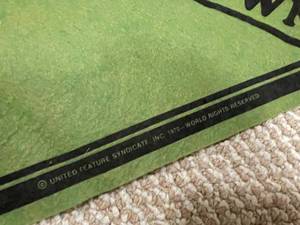 © UNITED FEATURE SYNDICATE, INC. 1970 — WORLD RIGHTS RESERVED